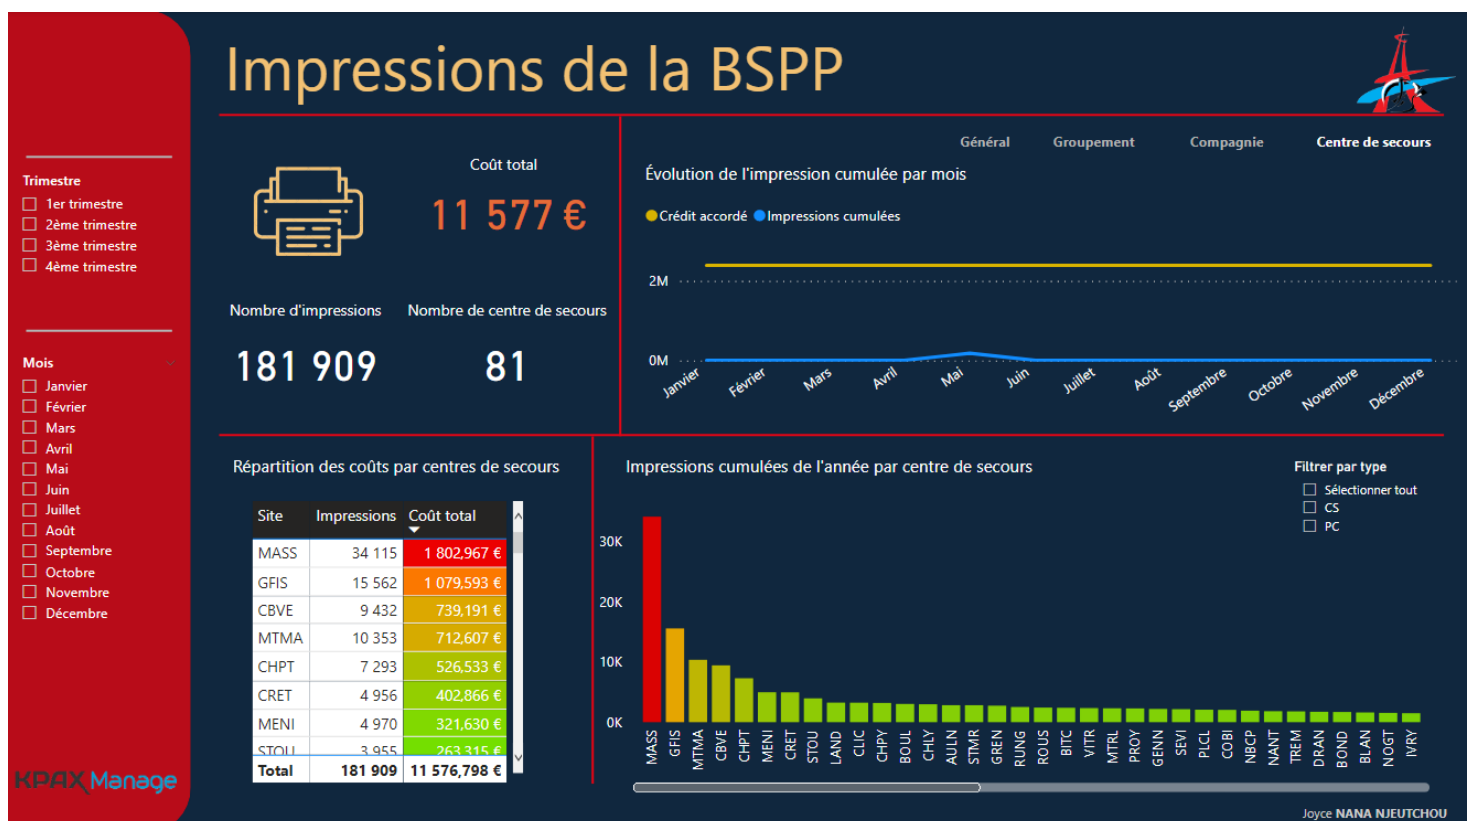 Impressions de la BSPP
Trimestre
1er trimestre
2ème trimestre
3ème trimestre
4ème trimestre
Mois
Janvier
Février
Mars
Avril
Mai
Juin
Juillet
Août
Septembre
Octobre
Novembre
Décembre
KPAX Manage
Coût total
11 577 €
Nombre d'impressions
Nombre de centre de secours
181 909
81
Général Groupement Compagnie Centre de secours
Évolution de l'impression cumulée par mois
Crédit accordé Impressions cumulées
2M
0M
Janvier Février Mars Avril Mai Juin Juillet Août Septembre Octobre Novembre Décembre
Répartition des coûts par centres de secours
Site Impressions Coût total
MASS 34 115 1 802,967 €
GFIS 15 562 1 079,593 €
CBVE 9 432 739,191 €
MTMA 10 353 712,607 €
CHPT 7 293 526,533 €
CRET 4 956 402,866 €
MENI 4 970 321,630 €
STOU 3 955 263,315 €
Total 181 909 11 576,798 €
Impressions cumulées de l'année par centre de secours
Filtrer par type
Sélectionner tout
CS
PC
30K
20K
10K
0K
MASS GFIS MTMA CBVE CHPT MENI CRET STOU LAND CLIC CHPY BOUL CHLY AULN STMR GREN RUNG ROUS BITC VITR MTRL PROY GENN SEVI PLCL COBI NBCP NANT TREM DRAN BOND BLAN NOGT IVRY
Joyce NANA NJEUTCHOU